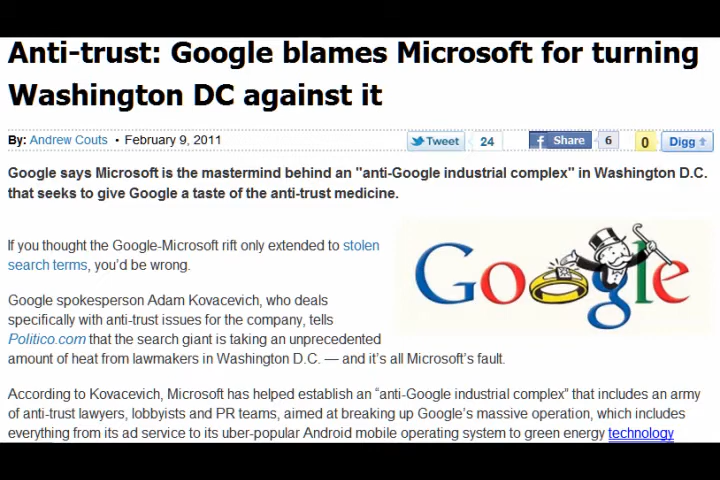 Anti-trust: Google blames Microsoft for turning
Washington DC against it
By: Andrew Couts • February 9, 2011
Tweet 24
Share 6
0 Digg
Google says Microsoft is the mastermind behind an "anti-Google industrial complex" in Washington D.C.
that seeks to give Google a taste of the anti-trust medicine.
If you thought the Google-Microsoft rift only extended to stolen
search terms, you’d be wrong.
Google
Google spokesperson Adam Kovacevich, who deals
specifically with anti-trust issues for the company, tells
Politico.com that the search giant is taking an unprecedented
amount of heat from lawmakers in Washington D.C. — and it’s all Microsoft’s fault.
According to Kovacevich, Microsoft has helped establish an “anti-Google industrial complex” that includes an army
of anti-trust lawyers, lobbyists and PR teams, aimed at breaking up Google’s massive operation, which includes
everything from its ad service to its uber-popular Android mobile operating system to green energy technology